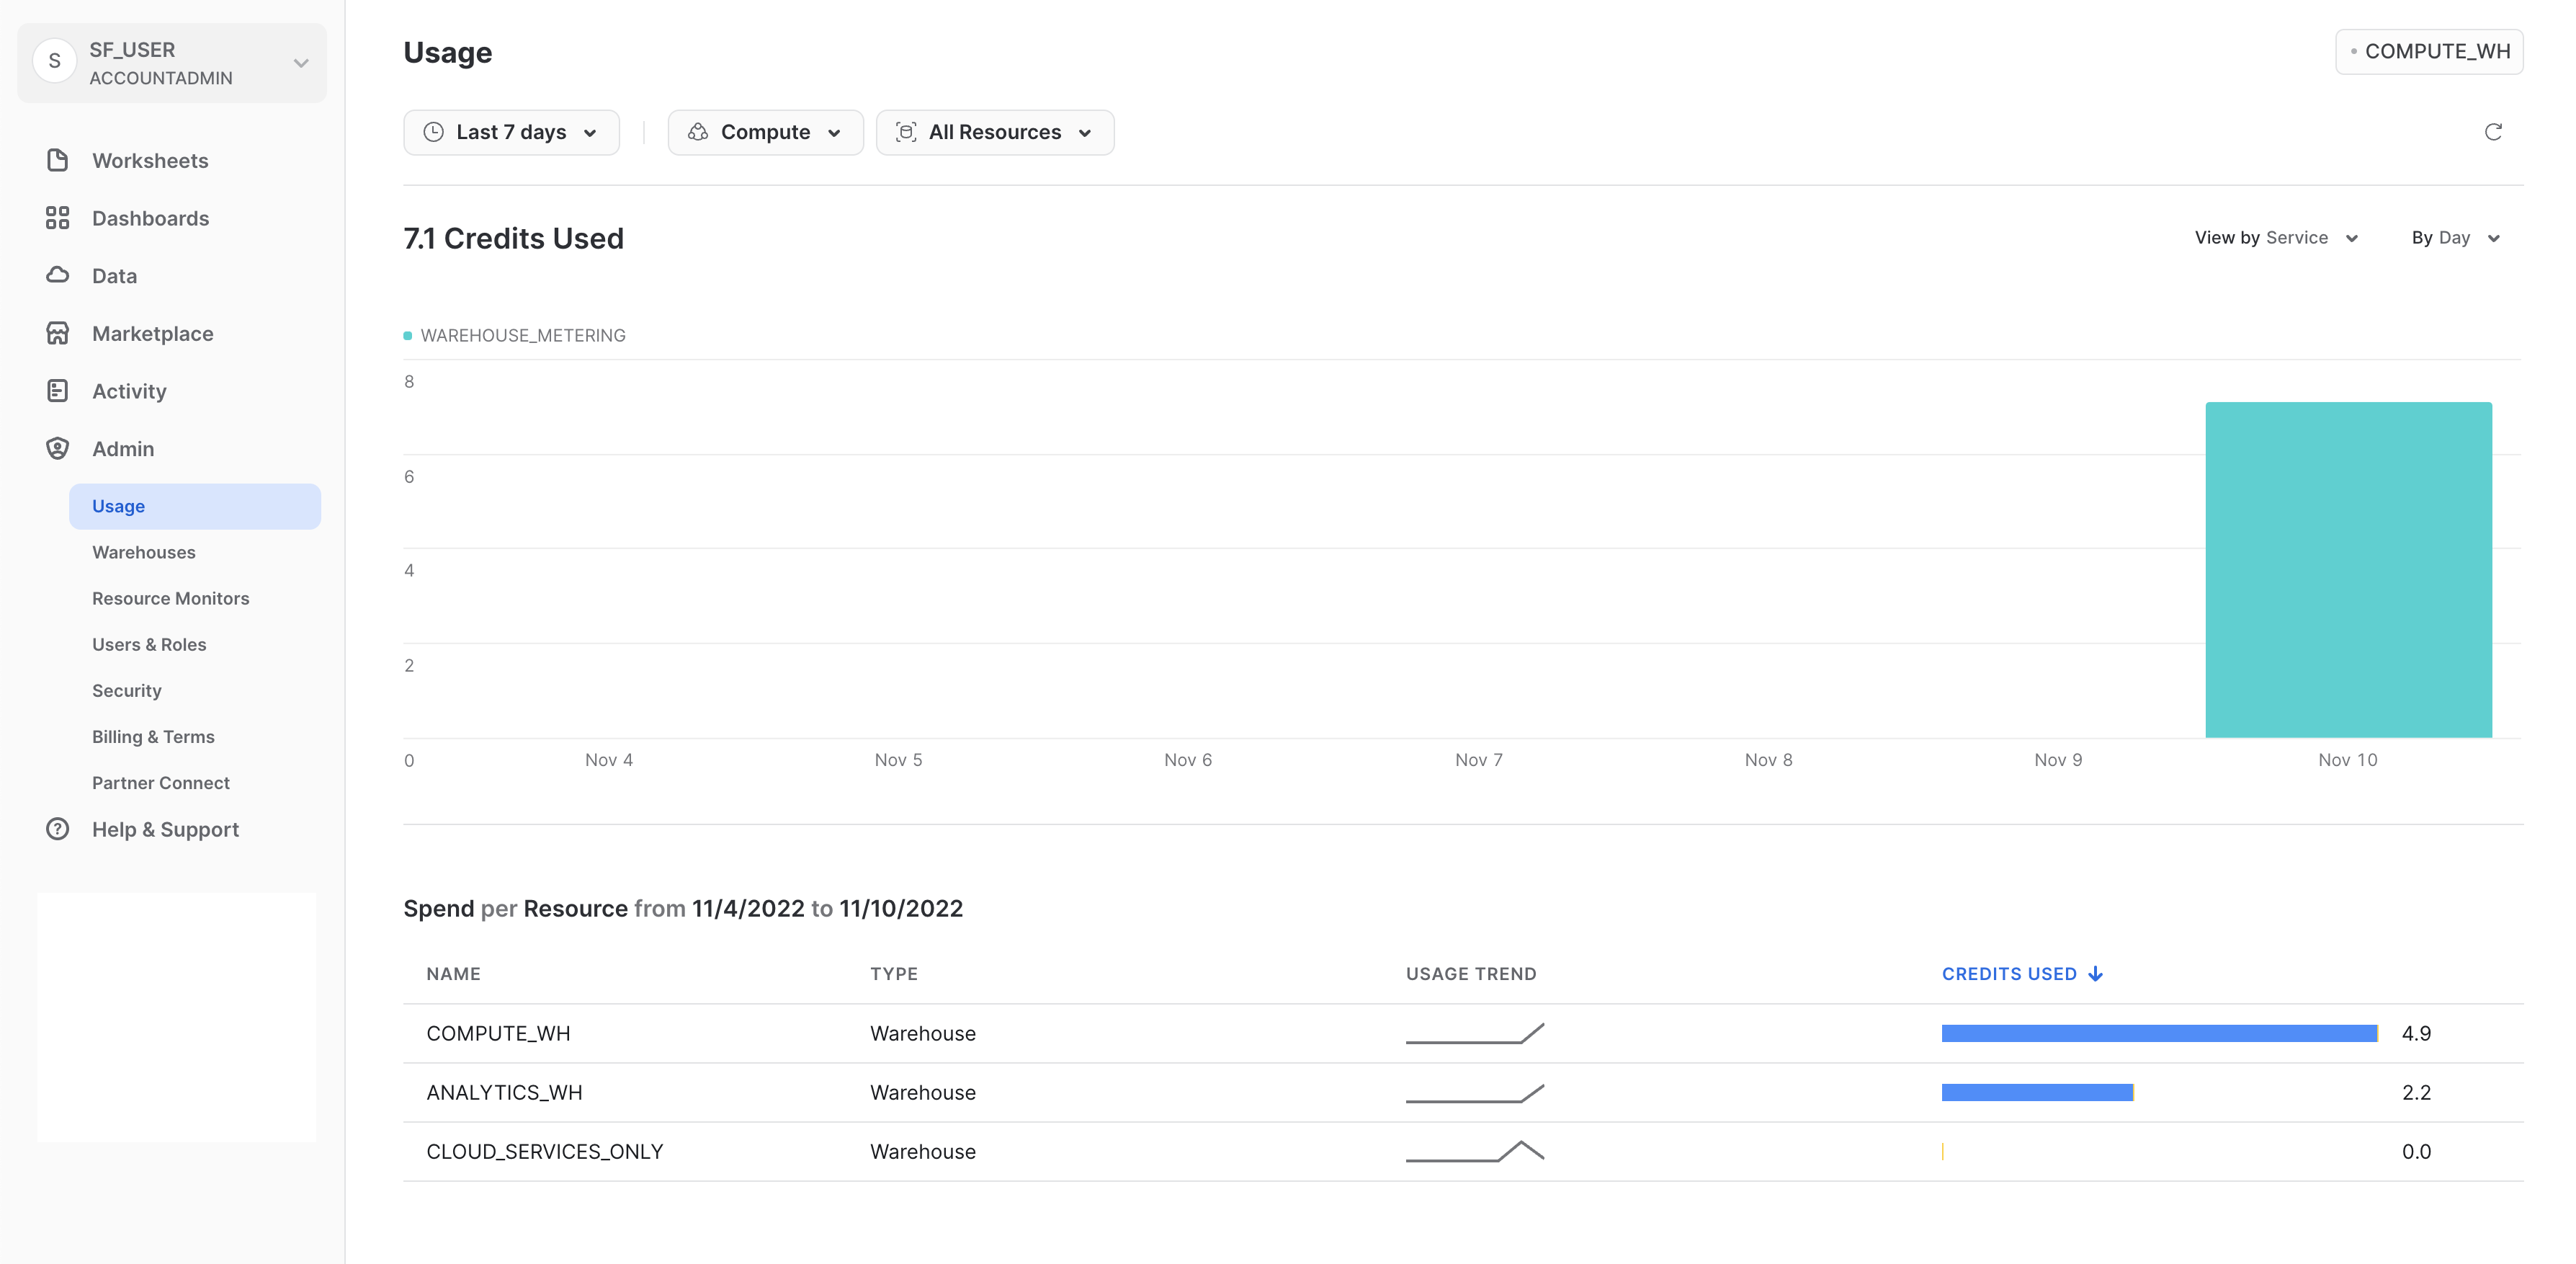 S
SF_USER
ACCOUNTADMIN
Worksheets
Dashboards
Data
Marketplace
Activity
Admin
Usage
Warehouses
Resource Monitors
Users & Roles
Security
Billing & Terms
Partner Connect
Help & Support
Usage
COMPUTE_WH
Last 7 days
Compute
All Resources
7.1 Credits Used
View by Service
By Day
WAREHOUSE_METERING
8
6
4
2
0
Nov 4
Nov 5
Nov 6
Nov 7
Nov 8
Nov 9
Nov 10
Spend per Resource from 11/4/2022 to 11/10/2022
NAME TYPE USAGE TREND CREDITS USED
COMPUTE_WH Warehouse 4.9
ANALYTICS_WH Warehouse 2.2
CLOUD_SERVICES_ONLY Warehouse 0.0